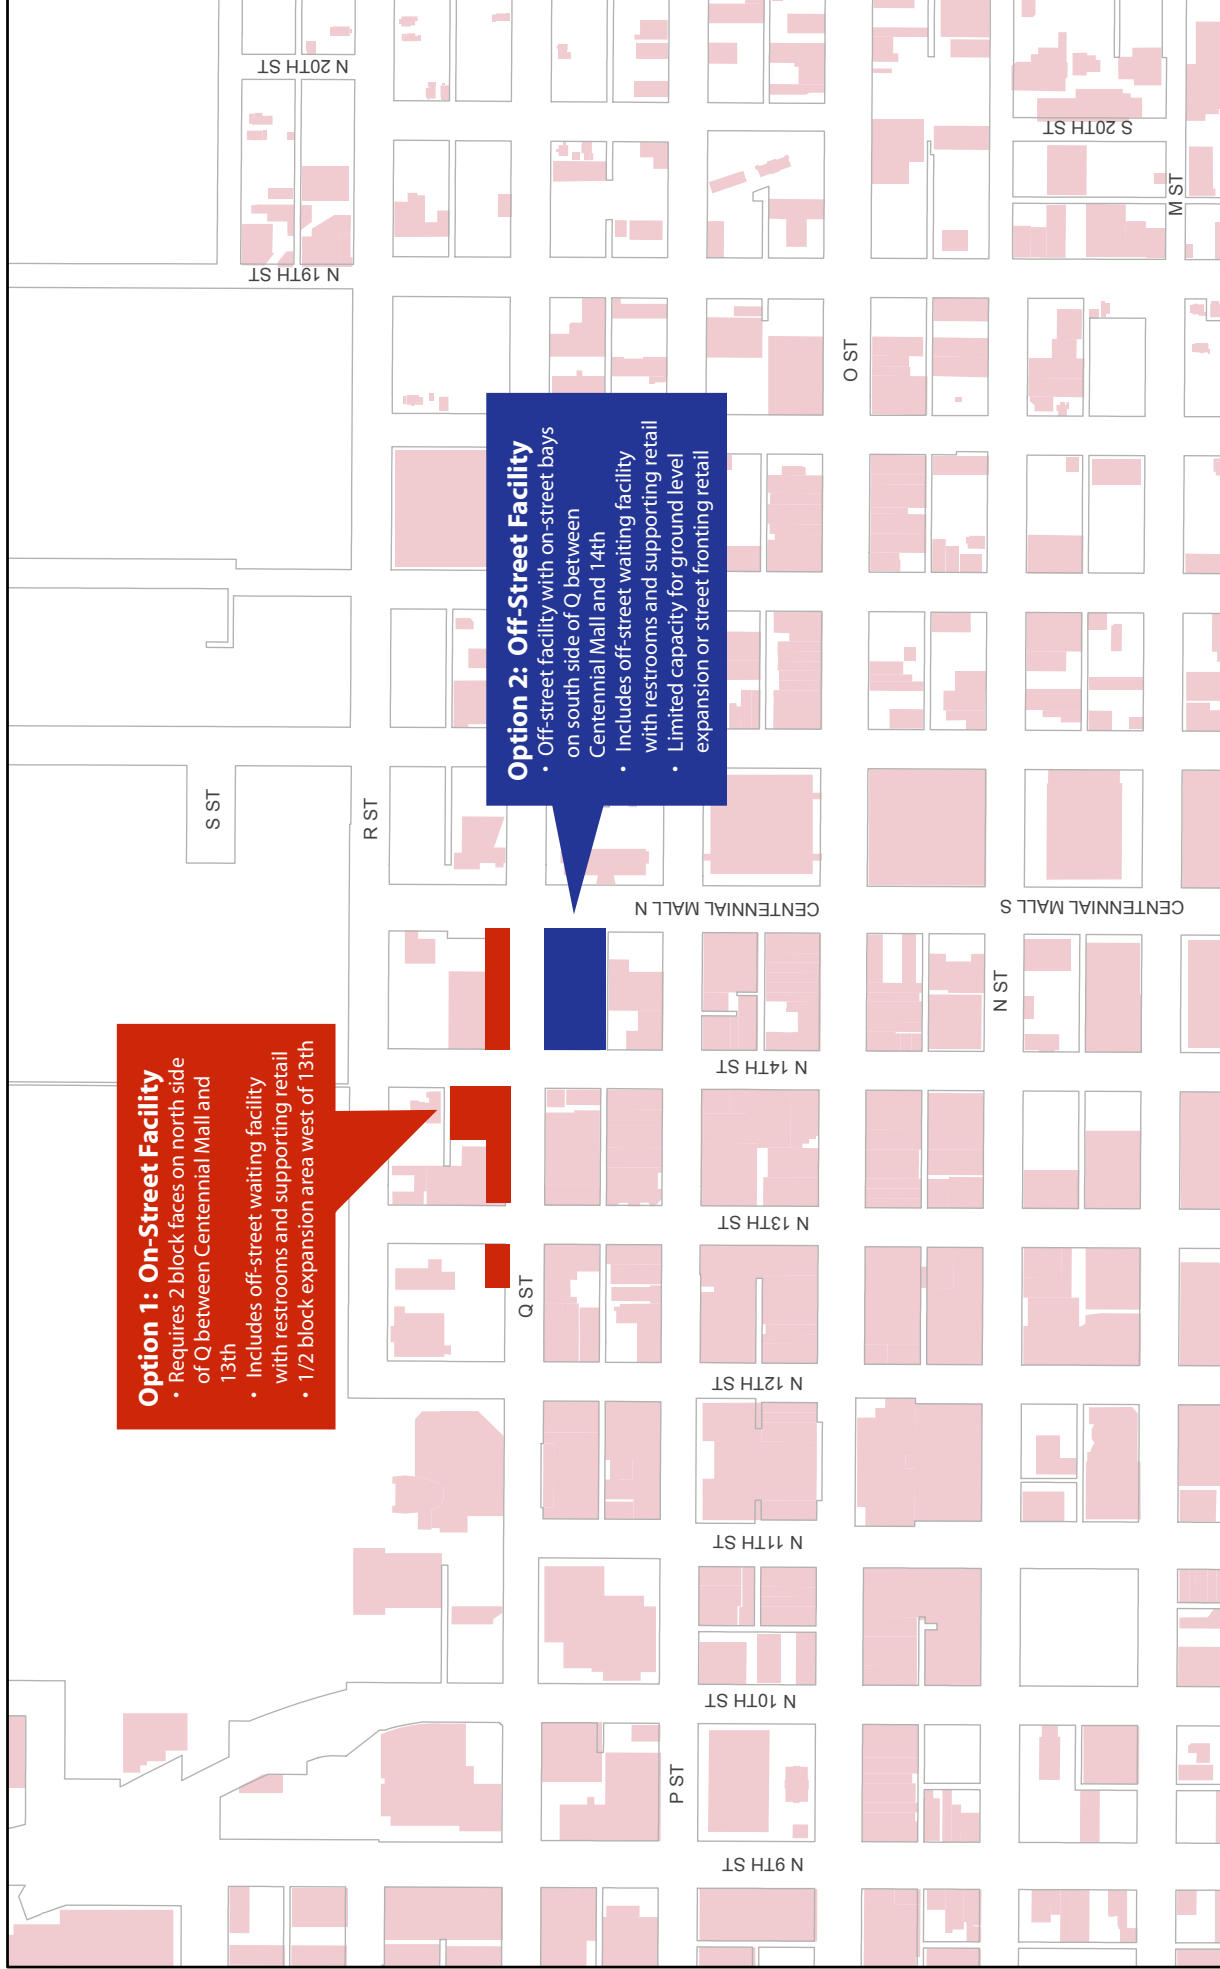 Option 1: On-Street Facility
• Requires 2 block faces on north side
of Q between Centennial Mall and
13th
• Includes off-street waiting facility
with restrooms and supporting retail
• 1/2 block expansion area west of 13th
Option 2: Off-Street Facility
• Off-street facility with on-street bays
on south side of Q between
Centennial Mall and 14th
• Includes off-street waiting facility
with restrooms and supporting retail
• Limited capacity for ground level
expansion or street fronting retail
S ST
R ST
Q ST
P ST
O ST
N ST
M ST
N 9TH ST
N 10TH ST
N 11TH ST
N 12TH ST
N 13TH ST
N 14TH ST
CENTENNIAL MALL N
CENTENNIAL MALL S
N 19TH ST
N 20TH ST
S 20TH ST